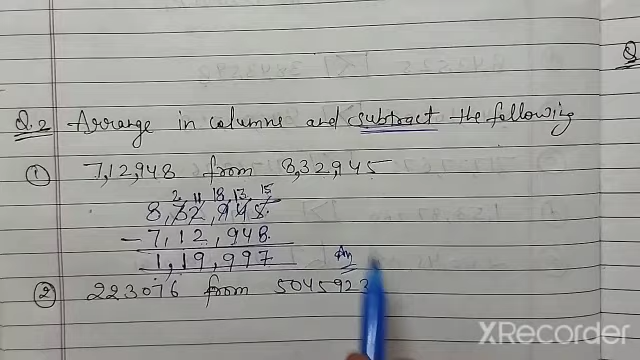 Q
Q.2 Arrange in columns and subtract the following
① 7,12,948 from 8,32,945
2 11 18 13 15
8,32,945
-7,12,948
1,19,997 Ans
② 223076 from 504592
XRecorder